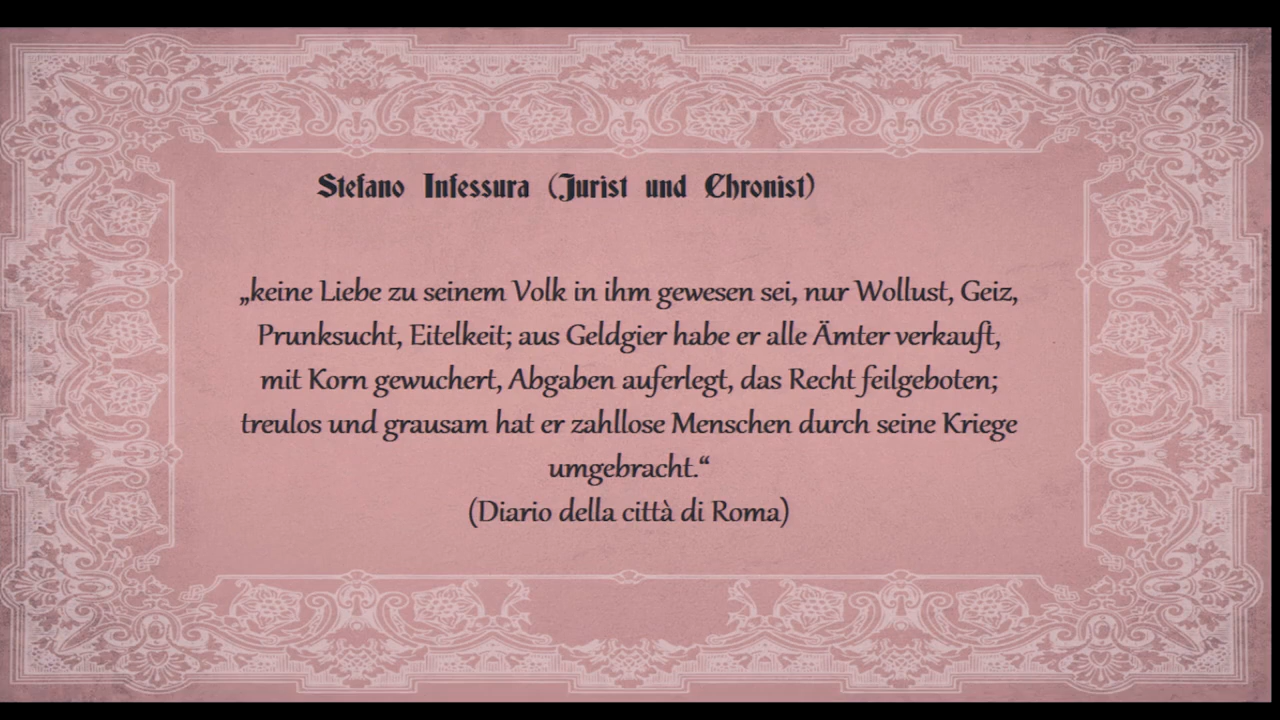 Stefano Infessura (Jurist und Chronist)
„keine Liebe zu seinem Volk in ihm gewesen sei, nur Wollust, Geiz,
Prunksucht, Eitelkeit; aus Geldgier habe er alle Ämter verkauft,
mit Korn gewuchert, Abgaben auferlegt, das Recht feilgeboten;
treulos und grausam hat er zahllose Menschen durch seine Kriege
umgebracht.“
(Diario della città di Roma)